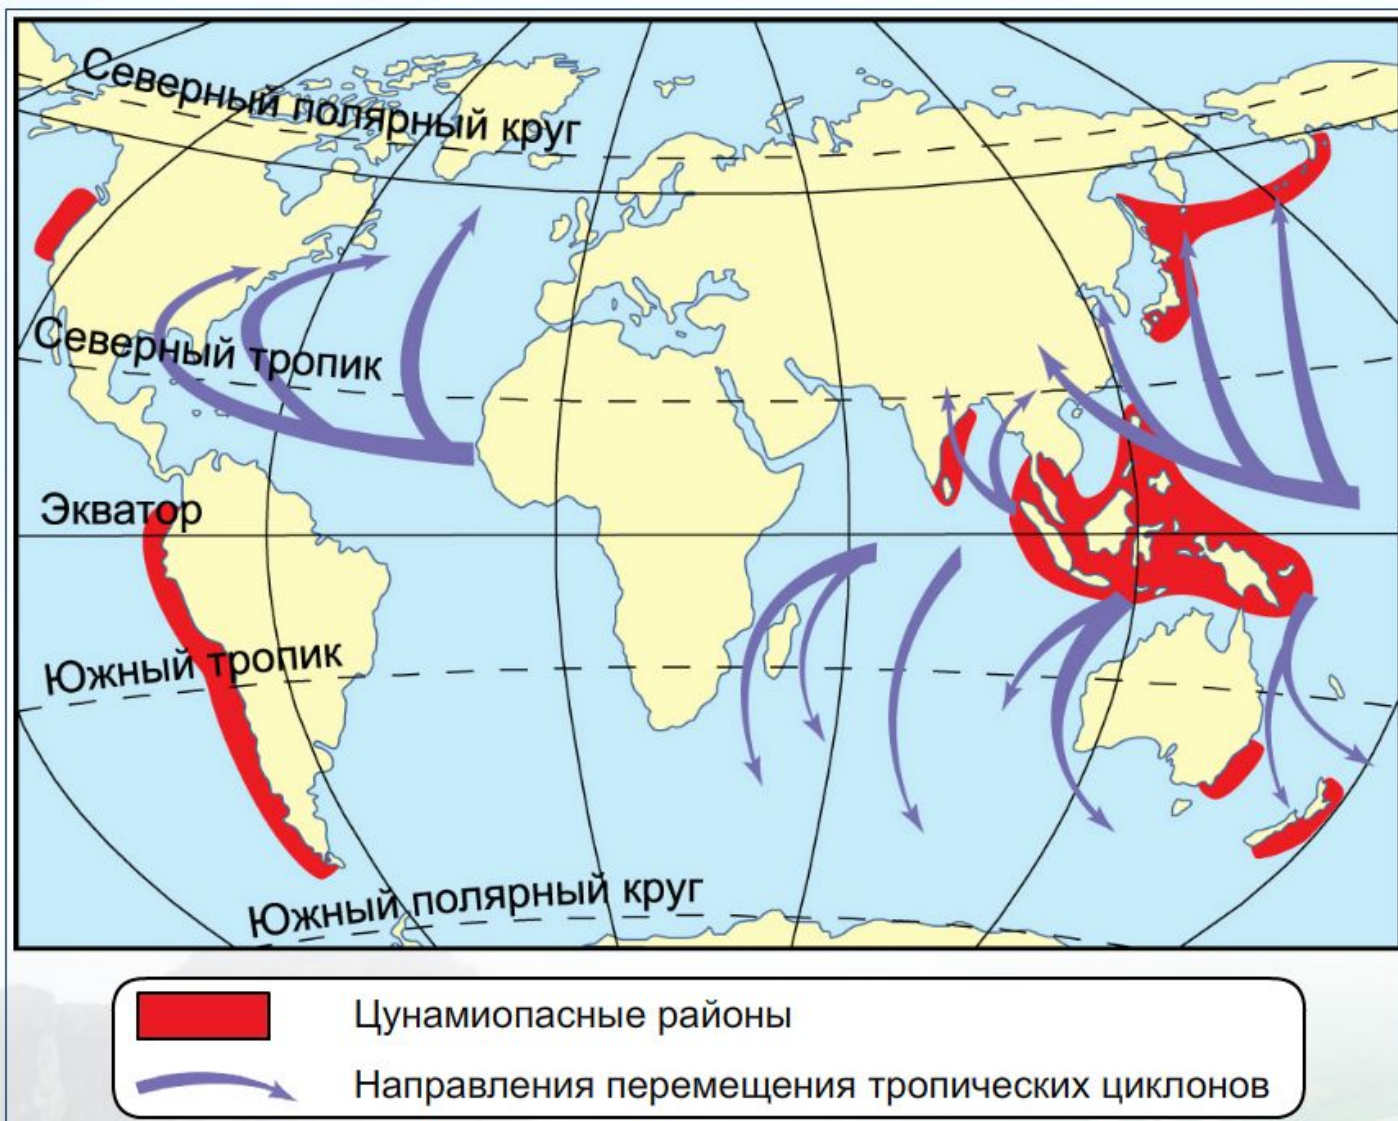 Северный полярный круг
Северный тропик
Экватор
Южный тропик
Южный полярный круг
Цунамиопасные районы
Направления перемещения тропических циклонов